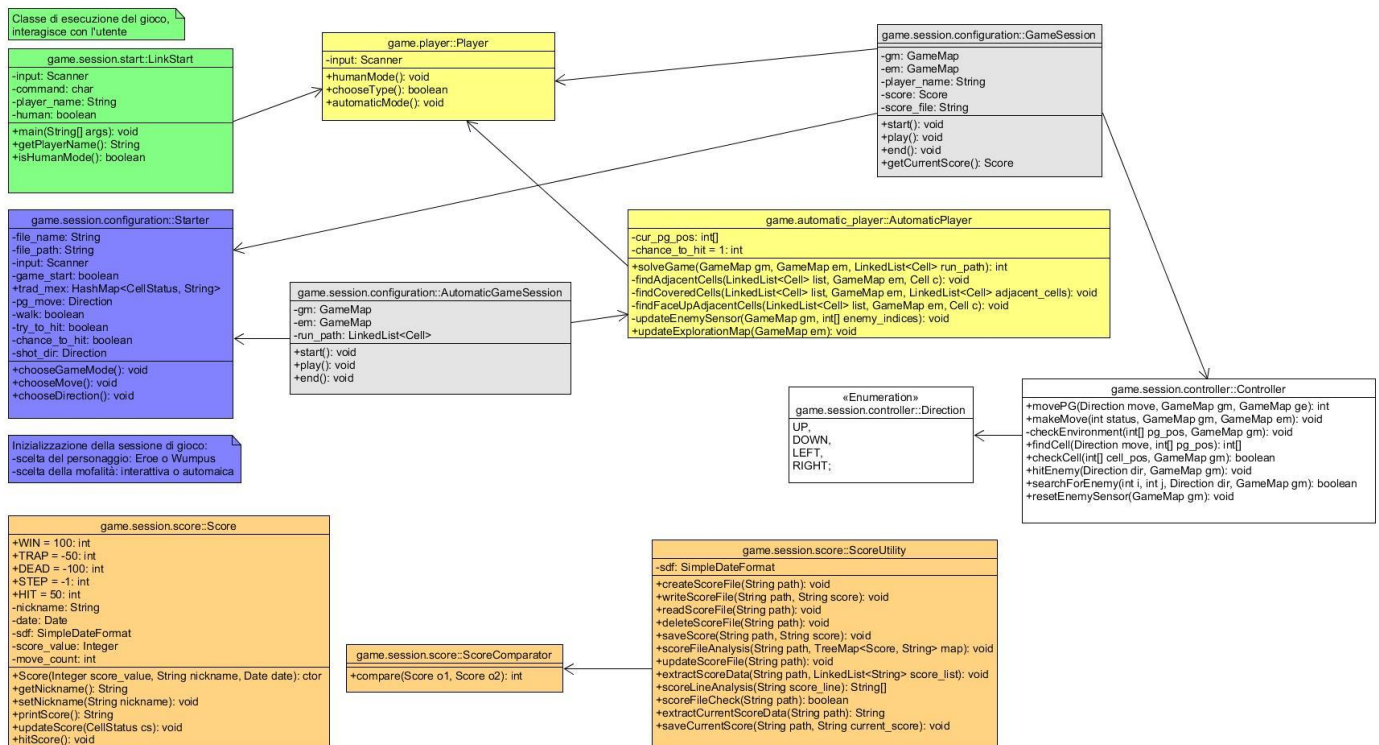 Classe di esecuzione del gioco,
interagisce con l'utente
game.session.start::LinkStart
-input: Scanner
-command: char
-player_name: String
-human: boolean
+main(String[] args): void
+getPlayerName(): String
+isHumanMode(): boolean
game.player::Player
-input: Scanner
+humanMode(): void
+chooseType(): boolean
+automaticMode(): void
game.session.configuration::GameSession
-gm: GameMap
-em: GameMap
-player_name: String
-score: Score
-score_file: String
+start(): void
+play(): void
+end(): void
+getCurrentScore(): Score
game.session.configuration::Starter
-file_name: String
-file_path: String
-input: Scanner
-game_start: boolean
+trad_mex: HashMap<CellStatus, String>
-pg_move: Direction
-walk: boolean
-try_to_hit: boolean
-chance_to_hit: boolean
-shot_dir: Direction
+chooseGameMode(): void
+chooseMove(): void
+chooseDirection(): void
game.session.configuration::AutomaticGameSession
-gm: GameMap
-em: GameMap
-run_path: LinkedList<Cell>
+start(): void
+play(): void
+end(): void
game.automatic_player::AutomaticPlayer
-cur_pg_pos: int[]
-chance_to_hit = 1: int
+solveGame(GameMap gm, GameMap em, LinkedList<Cell> run_path): int
-findAdjacentCells(LinkedList<Cell> list, GameMap em, Cell c): void
-findCoveredCells(LinkedList<Cell> list, GameMap em, LinkedList<Cell> adjacent_cells): void
-findFaceUpAdjacentCells(LinkedList<Cell> list, GameMap em, Cell c): void
-updateEnemySensor(GameMap gm, int[] enemy_indices): void
+updateExplorationMap(GameMap em): void
«Enumeration»
game.session.controller::Direction
UP,
DOWN,
LEFT,
RIGHT;
game.session.controller::Controller
+movePG(Direction move, GameMap gm, GameMap ge): int
+makeMove(int status, GameMap gm, GameMap em): void
-checkEnvironment(int[] pg_pos, GameMap gm): void
+findCell(Direction move, int[] pg_pos): int[]
+checkCell(int[] cell_pos, GameMap gm): boolean
+hitEnemy(Direction dir, GameMap gm): void
+searchForEnemy(int i, int j, Direction dir, GameMap gm): boolean
+resetEnemySensor(GameMap gm): void
Inizializzazione della sessione di gioco:
-scelta del personaggio: Eroe o Wumpus
-scelta della mofalità: interattiva o automaica
game.session.score::Score
+WIN = 100: int
+TRAP = -50: int
+DEAD = -100: int
+STEP = -1: int
+HIT = 50: int
-nickname: String
-date: Date
-sdf: SimpleDateFormat
-score_value: Integer
-move_count: int
+Score(Integer score_value, String nickname, Date date): ctor
+getNickname(): String
+setNickname(String nickname): void
+printScore(): String
+updateScore(CellStatus cs): void
+hitScore(): void
game.session.score::ScoreComparator
+compare(Score o1, Score o2): int
game.session.score::ScoreUtility
-sdf: SimpleDateFormat
+createScoreFile(String path): void
+writeScoreFile(String path, String score): void
+readScoreFile(String path): void
+deleteScoreFile(String path): void
+saveScore(String path, String score): void
+scoreFileAnalysis(String path, TreeMap<Score, String> map): void
+updateScoreFile(String path): void
+extractScoreData(String path, LinkedList<String> score_list): void
+scoreLineAnalysis(String score_line): String[]
+scoreFileCheck(String path): boolean
+extractCurrentScoreData(String path): String
+saveCurrentScore(String path, String current_score): void